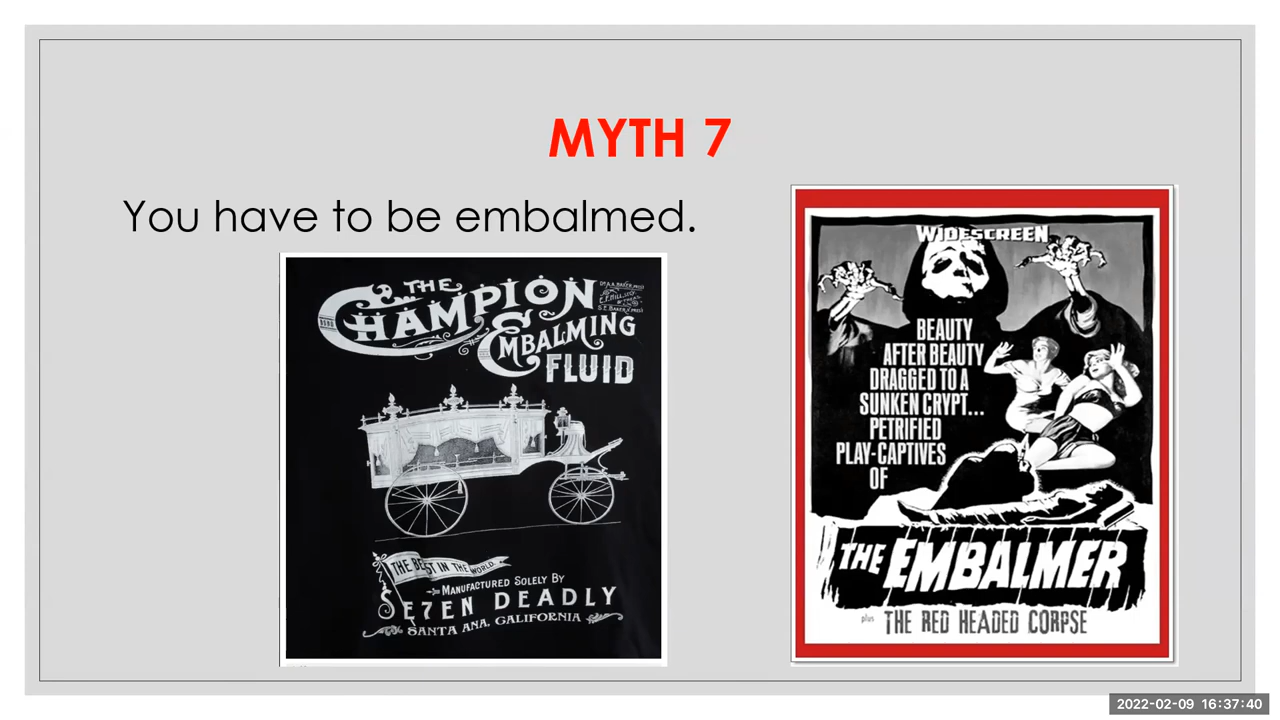 MYTH 7
You have to be embalmed.
THE
CHAMPION
EMBALMING
FLUID
THE BEST IN THE WORLD.
MANUFACTURED SOLELY BY
SE7EN DEADLY
SANTA ANA, CALIFORNIA
WIDESCREEN
BEAUTY
AFTER BEAUTY
DRAGGED TO A
SUNKEN CRYPT...
PETRIFIED
PLAY-CAPTIVES
OF
THE EMBALMER
plus THE RED HEADED CORPSE
2022-02-09 16:37:40